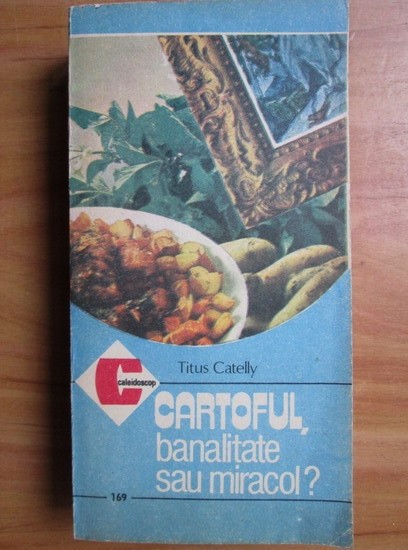 Titus Catelly
Caleidoscop
CARTOFUL,
banalitate
sau miracol?
169